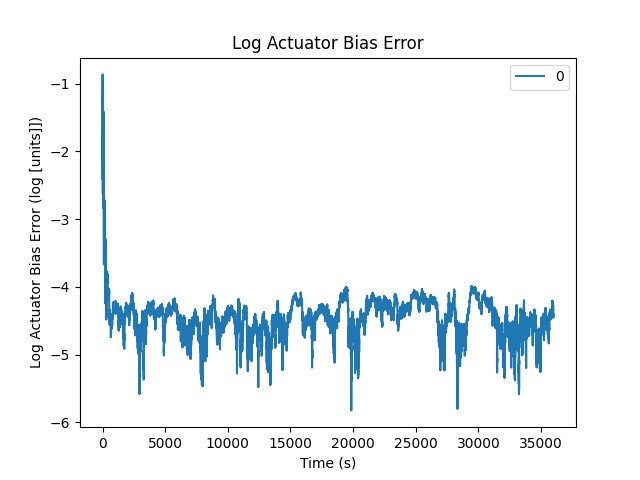 Log Actuator Bias Error
0
Log Actuator Bias Error (log [units]])
−1
−2
−3
−4
−5
−6
0 5000 10000 15000 20000 25000 30000 35000
Time (s)